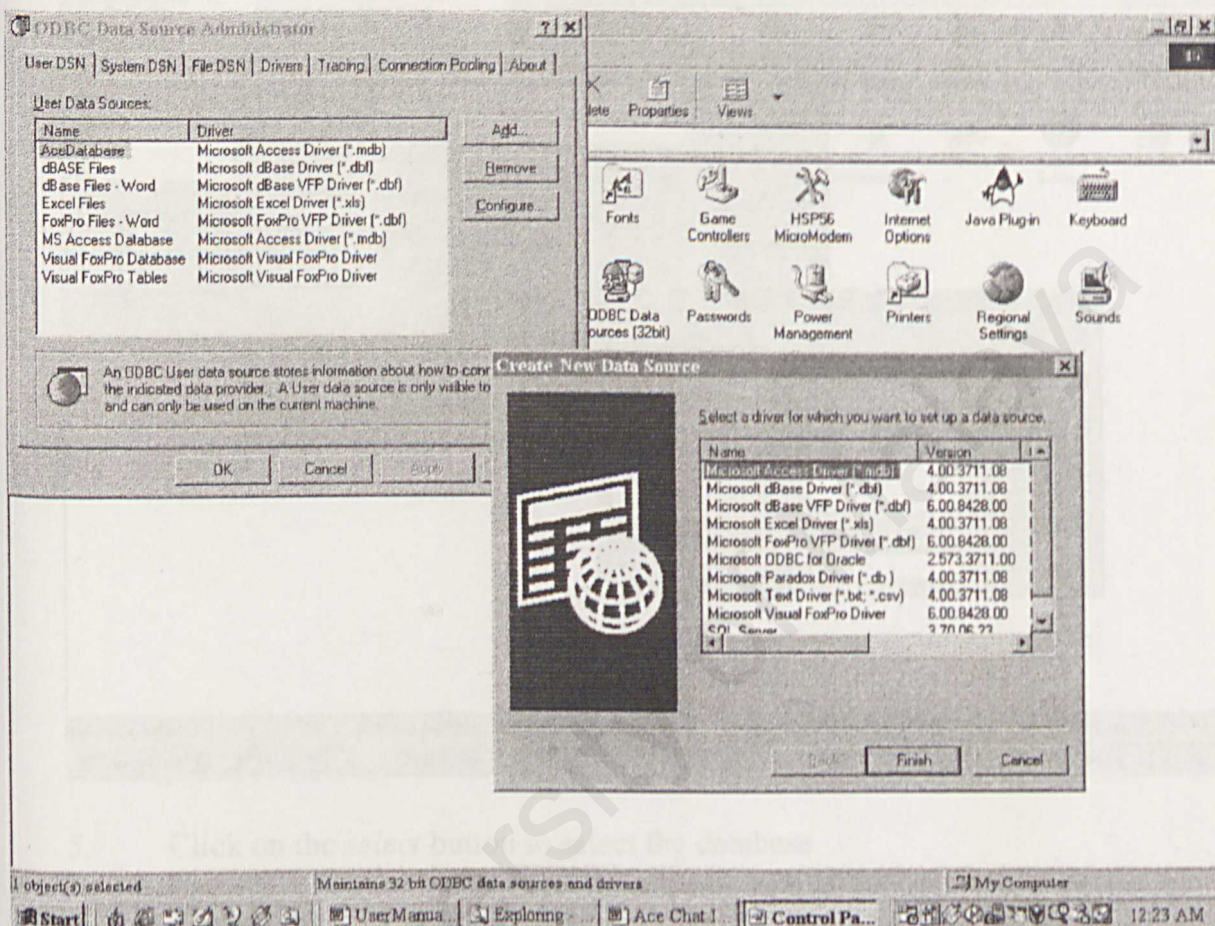 ODBC Data Source Administrator
User DSN System DSN File DSN Drivers Tracing Connection Pooling About
User Data Sources:
Name Driver
AceDatabase Microsoft Access Driver (*.mdb)
dBASE Files Microsoft dBase Driver (*.dbf)
dBase Files - Word Microsoft dBase VFP Driver (*.dbf)
Excel Files Microsoft Excel Driver (*.xls)
FoxPro Files - Word Microsoft FoxPro VFP Driver (*.dbf)
MS Access Database Microsoft Access Driver (*.mdb)
Visual FoxPro Database Microsoft Visual FoxPro Driver
Visual FoxPro Tables Microsoft Visual FoxPro Driver
Add...
Remove
Configure...
An ODBC User data source stores information about how to conn
the indicated data provider. A User data source is only visible to
and can only be used on the current machine.
OK Cancel Apply
lete Properties Views
Fonts
Game Controllers
HSP56 MicroModem
Internet Options
Java Plug-in
Keyboard
ODBC Data
ources (32bit)
Passwords
Power Management
Printers
Regional Settings
Sounds
Create New Data Source
Select a driver for which you want to set up a data source.
Name Version
Microsoft Access Driver (*.mdb) 4.00.3711.08
Microsoft dBase Driver (*.dbf) 4.00.3711.08
Microsoft dBase VFP Driver (*.dbf) 6.00.8428.00
Microsoft Excel Driver (*.xls) 4.00.3711.08
Microsoft FoxPro VFP Driver (*.dbf) 6.00.8428.00
Microsoft ODBC for Oracle 2.573.3711.00
Microsoft Paradox Driver (*.db ) 4.00.3711.08
Microsoft Text Driver (*.txt; *.csv) 4.00.3711.08
Microsoft Visual FoxPro Driver 6.00.8428.00
SQL Server 3.70.06.23
Finish Cancel
5. Click on the select button to select the database
1 object(s) selected Maintains 32 bit ODBC data sources and drivers My Computer
Start UserManua... Exploring - ... Ace Chat I... Control Pa... 12:23 AM